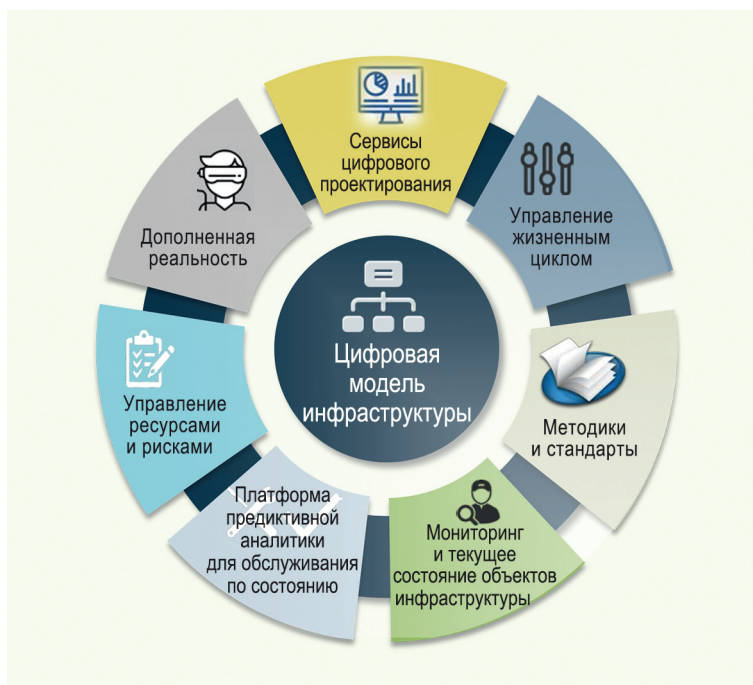 Сервисы
цифрового
проектирования
Управление
жизненным
циклом
Методики
и стандарты
Мониторинг
и текущее
состояние объектов
инфраструктуры
Платформа
предиктивной
аналитики
для обслуживания
по состоянию
Управление
ресурсами
и рисками
Дополненная
реальность
Цифровая
модель
инфраструктуры